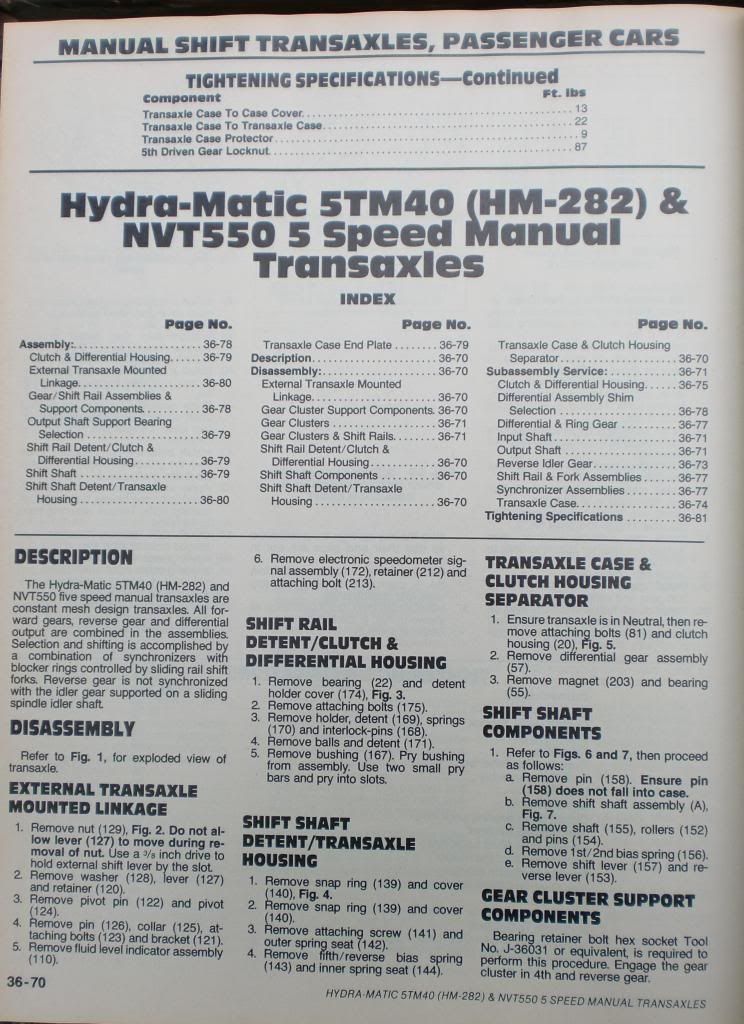 MANUAL SHIFT TRANSAXLES, PASSENGER CARS
TIGHTENING SPECIFICATIONS—Continued
Component Ft. lbs
Transaxle Case To Case Cover. 13
Transaxle Case To Transaxle Case 22
Transaxle Case Protector 9
5th Driven Gear Locknut. 87
Hydra-Matic 5TM40 (HM-282) &
NVT550 5 Speed Manual
Transaxles
INDEX
Page No.
Assembly: 36-78
Clutch & Differential Housing. 36-79
External Transaxle Mounted
Linkage. 36-80
Gear/Shift Rail Assemblies &
Support Components. 36-78
Output Shaft Support Bearing
Selection 36-79
Shift Rail Detent/Clutch &
Differential Housing. 36-79
Shift Shaft 36-79
Shift Shaft Detent/Transaxle
Housing 36-80
Page No.
Transaxle Case End Plate 36-79
Description. 36-70
Disassembly: 36-70
External Transaxle Mounted
Linkage. 36-70
Gear Cluster Support Components. 36-70
Gear Clusters 36-71
Gear Clusters & Shift Rails. 36-71
Shift Rail Detent/Clutch &
Differential Housing. 36-70
Shift Shaft Components 36-70
Shift Shaft Detent/Transaxle
Housing 36-70
Page No.
Transaxle Case & Clutch Housing
Separator 36-70
Subassembly Service: 36-71
Clutch & Differential Housing. 36-75
Differential Assembly Shim
Selection 36-78
Differential & Ring Gear 36-77
Input Shaft 36-71
Output Shaft 36-71
Reverse Idler Gear. 36-73
Shift Rail & Fork Assemblies 36-77
Synchronizer Assemblies 36-77
Transaxle Case. 36-74
Tightening Specifications 36-81
DESCRIPTION
The Hydra-Matic 5TM40 (HM-282) and
NVT550 five speed manual transaxles are
constant mesh design transaxles. All for-
ward gears, reverse gear and differential
output are combined in the assemblies.
Selection and shifting is accomplished by
a combination of synchronizers with
blocker rings controlled by sliding rail shift
forks. Reverse gear is not synchronized
with the idler gear supported on a sliding
spindle idler shaft.
DISASSEMBLY
Refer to Fig. 1, for exploded view of
transaxle.
EXTERNAL TRANSAXLE
MOUNTED LINKAGE
1. Remove nut (129), Fig. 2. Do not al-
low lever (127) to move during re-
moval of nut. Use a 3/8 inch drive to
hold external shift lever by the slot.
2. Remove washer (128), lever (127)
and retainer (120).
3. Remove pivot pin (122) and pivot
(124).
4. Remove pin (126), collar (125), at-
taching bolts (123) and bracket (121).
5. Remove fluid level indicator assembly
(110).
6. Remove electronic speedometer sig-
nal assembly (172), retainer (212) and
attaching bolt (213).
SHIFT RAIL
DETENT/CLUTCH &
DIFFERENTIAL HOUSING
1. Remove bearing (22) and detent
holder cover (174), Fig. 3.
2. Remove attaching bolts (175).
3. Remove holder, detent (169), springs
(170) and interlock-pins (168).
4. Remove balls and detent (171).
5. Remove bushing (167). Pry bushing
from assembly. Use two small pry
bars and pry into slots.
SHIFT SHAFT
DETENT/TRANSAXLE
HOUSING
1. Remove snap ring (139) and cover
(140), Fig. 4.
2. Remove snap ring (139) and cover
(140).
3. Remove attaching screw (141) and
outer spring seat (142).
4. Remove fifth/reverse bias spring
(143) and inner spring seat (144).
TRANSAXLE CASE &
CLUTCH HOUSING
SEPARATOR
1. Ensure transaxle is in Neutral, then re-
move attaching bolts (81) and clutch
housing (20), Fig. 5.
2. Remove differential gear assembly
(57).
3. Remove magnet (203) and bearing
(55).
SHIFT SHAFT
COMPONENTS
1. Refer to Figs. 6 and 7, then proceed
as follows:
a. Remove pin (158). Ensure pin
(158) does not fall into case.
b. Remove shift shaft assembly (A),
Fig. 7.
c. Remove shaft (155), rollers (152)
and pins (154).
d. Remove 1st/2nd bias spring (156).
e. Remove shift lever (157) and re-
verse lever (153).
GEAR CLUSTER SUPPORT
COMPONENTS
Bearing retainer bolt hex socket Tool
No. J-36031 or equivalent, is required to
perform this procedure. Engage the gear
cluster in 4th and reverse gear.
36-70
HYDRA-MATIC 5TM40 (HM-282) & NVT550 5 SPEED MANUAL TRANSAXLES